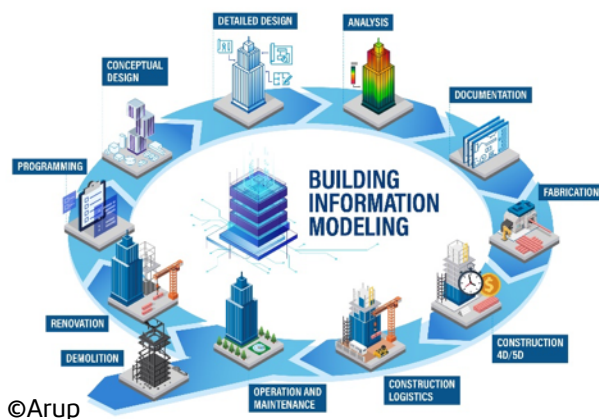 DETAILED DESIGN
ANALYSIS
CONCEPTUAL
DESIGN
DOCUMENTATION
PROGRAMMING
BUILDING
INFORMATION
MODELING
FABRICATION
RENOVATION
DEMOLITION
CONSTRUCTION
4D/5D
OPERATION AND
MAINTENANCE
CONSTRUCTION
LOGISTICS
©Arup